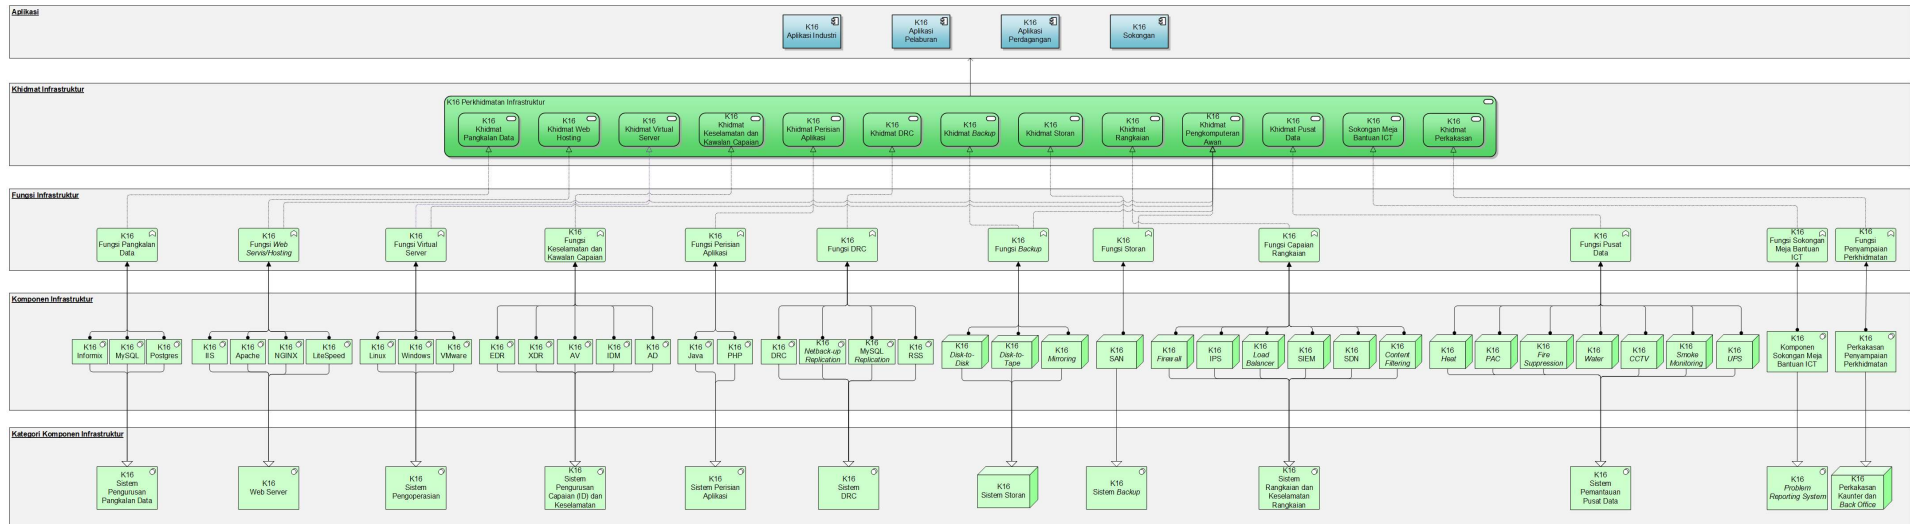 Aplikasi
K16
Aplikasi Industri
K16
Aplikasi
Pelaburan
K16
Aplikasi
Perdagangan
K16
Sokongan
Khidmat Infrastruktur
K16 Perkhidmatan Infrastruktur
K16
Khidmat
Pangkalan Data
K16
Khidmat Web
Hosting
K16
Khidmat Virtual
Server
K16
Khidmat
Keselamatan dan
Kawalan Capaian
K16
Khidmat Perisian
Aplikasi
K16
Khidmat DRC
K16
Khidmat Backup
K16
Khidmat Storan
K16
Khidmat
Rangkaian
K16
Khidmat
Pengkomputeran
Awan
K16
Khidmat Pusat
Data
K16
Sokongan Meja
Bantuan ICT
K16
Khidmat
Perkakasan
Fungsi Infrastruktur
K16
Fungsi Pangkalan
Data
K16
Fungsi Web
Servis/Hosting
K16
Fungsi Virtual
Server
K16
Fungsi
Keselamatan dan
Kawalan Capaian
K16
Fungsi Perisian
Aplikasi
K16
Fungsi DRC
K16
Fungsi Backup
K16
Fungsi Storan
K16
Fungsi Capaian
Rangkaian
K16
Fungsi Pusat
Data
K16
Fungsi Sokongan
Meja Bantuan
ICT
K16
Fungsi
Penyampaian
Perkhidmatan
Komponen Infrastruktur
K16
Informix
K16
MySQL
K16
Postgres
K16
IIS
K16
Apache
K16
NGINX
K16
LiteSpeed
K16
Linux
K16
Windows
K16
VMware
K16
EDR
K16
XDR
K16
AV
K16
IDM
K16
AD
K16
Java
K16
PHP
K16
DRC
K16
Netback-up
Replication
K16
MySQL
Replication
K16
RSS
K16
Disk-to-
Disk
K16
Disk-to-
Tape
K16
Mirroring
K16
SAN
K16
Firewall
K16
IPS
K16
Load
Balancer
K16
SIEM
K16
SDN
K16
Content
Filtering
K16
Heat
K16
PAC
K16
Fire
Suppression
K16
Water
K16
CCTV
K16
Smoke
Monitoring
K16
UPS
K16
Komponen
Sokongan Meja
Bantuan ICT
K16
Perkakasan
Penyampaian
Perkhidmatan
Kategori Komponen Infrastruktur
K16
Sistem
Pengurusan
Pangkalan Data
K16
Web Server
K16
Sistem
Pengoperasian
K16
Sistem
Pengurusan
Capaian (ID) dan
Keselamatan
K16
Sistem Perisian
Aplikasi
K16
Sistem
DRC
K16
Sistem Storan
K16
Sistem Backup
K16
Sistem
Rangkaian dan
Keselamatan
Rangkaian
K16
Sistem
Pemantauan
Pusat Data
K16
Problem
Reporting System
K16
Perkakasan
Kaunter dan
Back Office